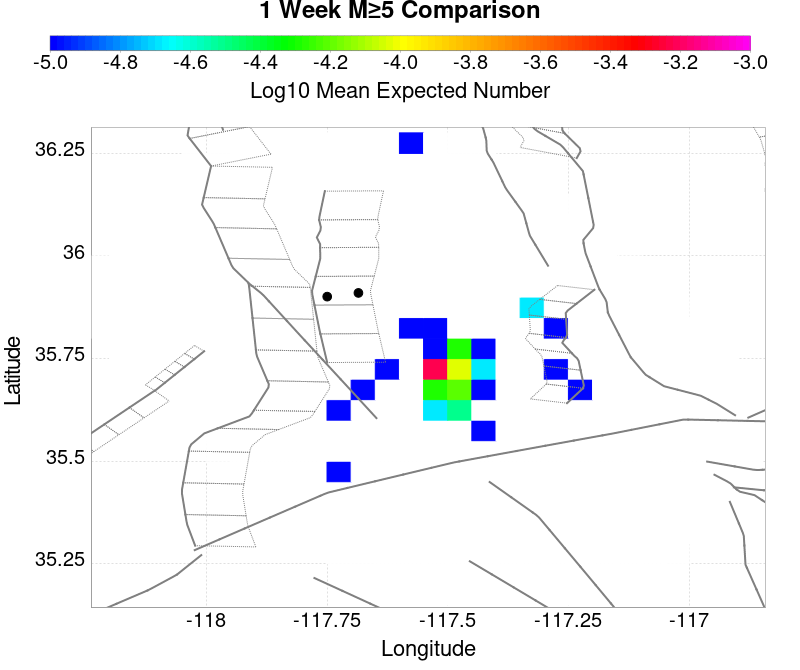 1 Week M≥5 Comparison
-5.0 -4.8 -4.6 -4.4 -4.2 -4.0 -3.8 -3.6 -3.4 -3.2 -3.0
Log10 Mean Expected Number
36.25
36
35.75
35.5
35.25
Latitude
-118 -117.75 -117.5 -117.25 -117
Longitude